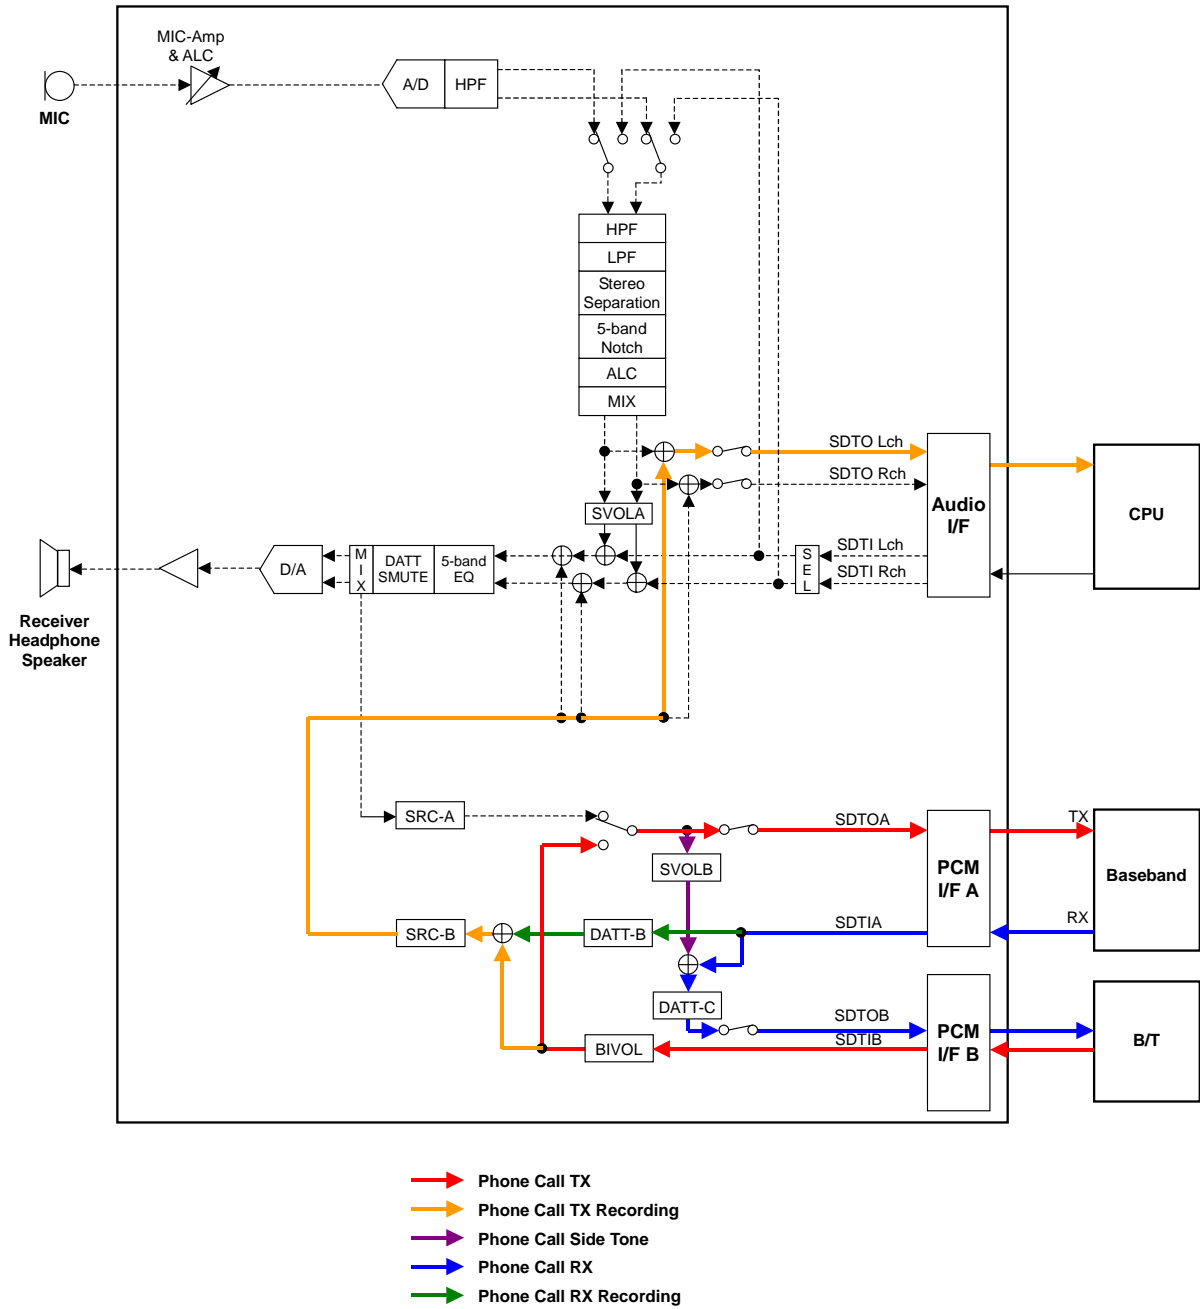 MIC-Amp
& ALC
MIC
A/D
HPF
HPF
LPF
Stereo
Separation
5-band
Notch
ALC
MIX
SDTO Lch
SDTO Rch
SVOLA
Audio
I/F
CPU
SDTI Lch
SDTI Rch
S
E
L
D/A
M
I
X
DATT
SMUTE
5-band
EQ
Receiver
Headphone
Speaker
SRC-A
SDTOA
TX
SVOLB
PCM
I/F A
Baseband
RX
SRC-B
DATT-B
SDTIA
DATT-C
SDTOB
SDTIB
BIVOL
PCM
I/F B
B/T
Phone Call TX
Phone Call TX Recording
Phone Call Side Tone
Phone Call RX
Phone Call RX Recording